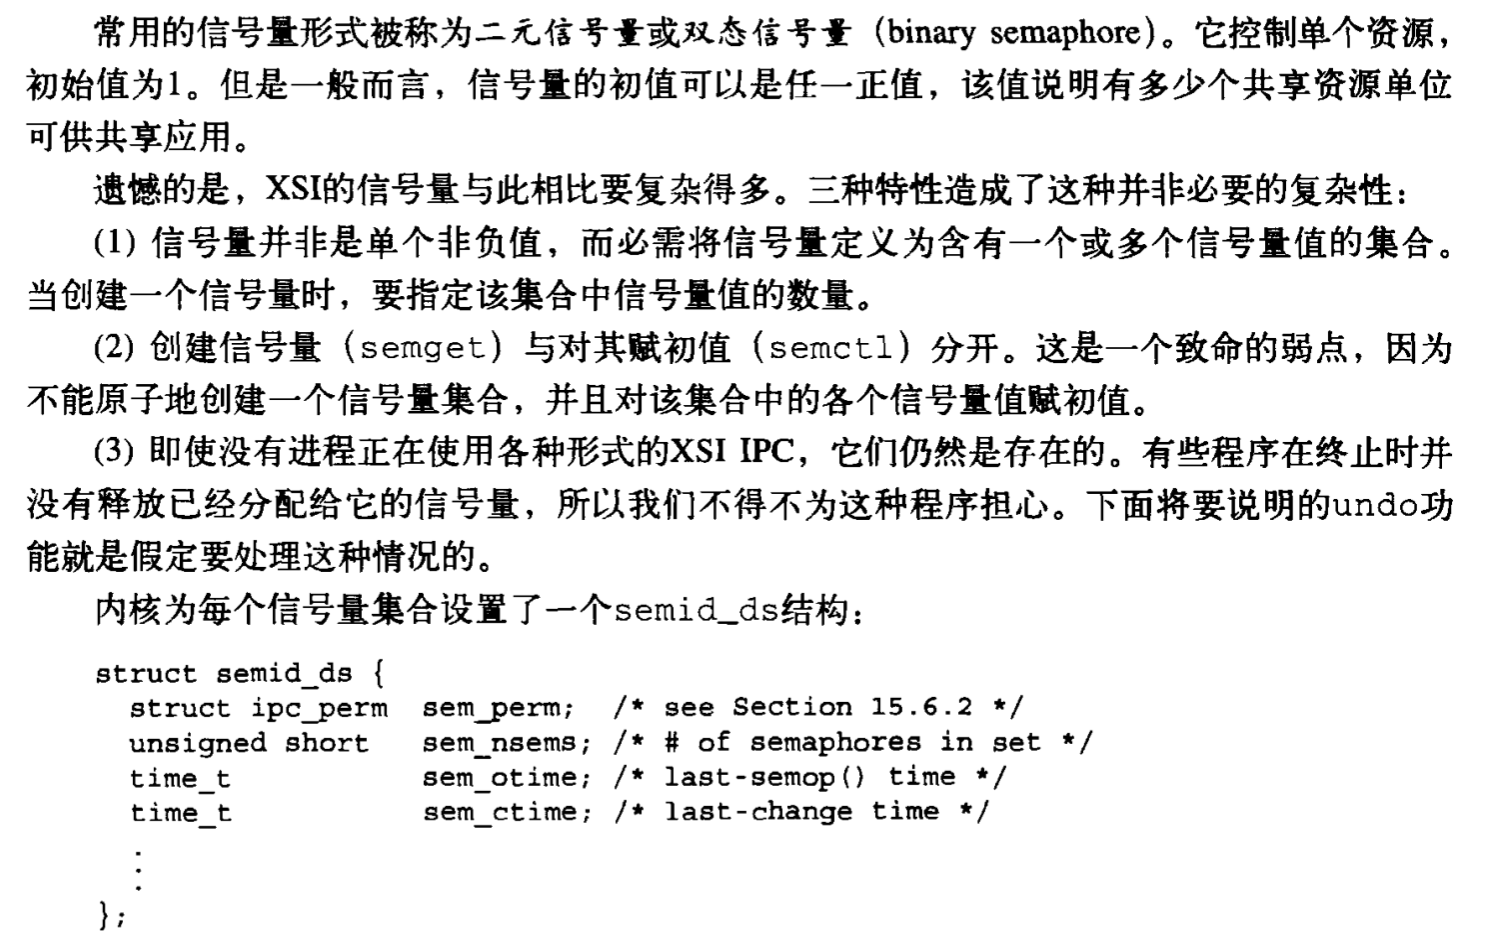 常用的信号量形式被称为二元信号量或双态信号量（binary semaphore）。它控制单个资源，
初始值为1。但是一般而言，信号量的初值可以是任一正值，该值说明有多少个共享资源单位
可供共享应用。
遗憾的是，XSI的信号量与此相比要复杂得多。三种特性造成了这种并非必要的复杂性：
(1) 信号量并非是单个非负值，而必需将信号量定义为含有一个或多个信号量值的集合。
当创建一个信号量时，要指定该集合中信号量值的数量。
(2) 创建信号量（semget）与对其赋初值（semctl）分开。这是一个致命的弱点，因为
不能原子地创建一个信号量集合，并且对该集合中的各个信号量值赋初值。
(3) 即使没有进程正在使用各种形式的XSI IPC，它们仍然是存在的。有些程序在终止时并
没有释放已经分配给它的信号量，所以我们不得不为这种程序担心。下面将要说明的undo功
能就是假定要处理这种情况的。
内核为每个信号量集合设置了一个semid_ds结构：
struct semid_ds {
  struct ipc_perm  sem_perm;  /* see Section 15.6.2 */
  unsigned short   sem_nsems; /* # of semaphores in set */
  time_t           sem_otime; /* last-semop() time */
  time_t           sem_ctime; /* last-change time */
  .
  .
  .
};